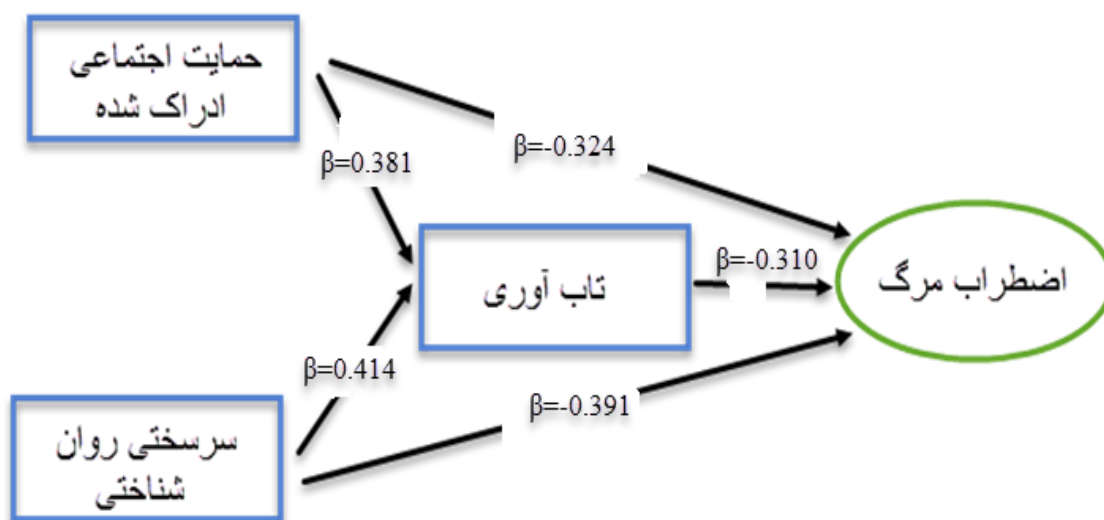 حمایت اجتماعی
ادراک شده
β=-0.324
β=0.381
تاب آوری
β=-0.310
اضطراب مرگ
β=0.414
β=-0.391
سرسختی روان
شناختی